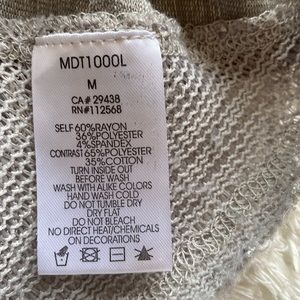 MDT1000L
M
CA# 29438
RN#112568
SELF 60%RAYON
36%POLYESTER
4%SPANDEX
CONTRAST 65%POLYESTER
35%COTTON
TURN INSIDE OUT
BEFORE WASH
WASH WITH ALIKE COLORS
HAND WASH COLD
DO NOT TUMBLE DRY
DRY FLAT
DO NOT BLEACH
NO DIRECT HEAT/CHEMICALS
ON DECORATIONS